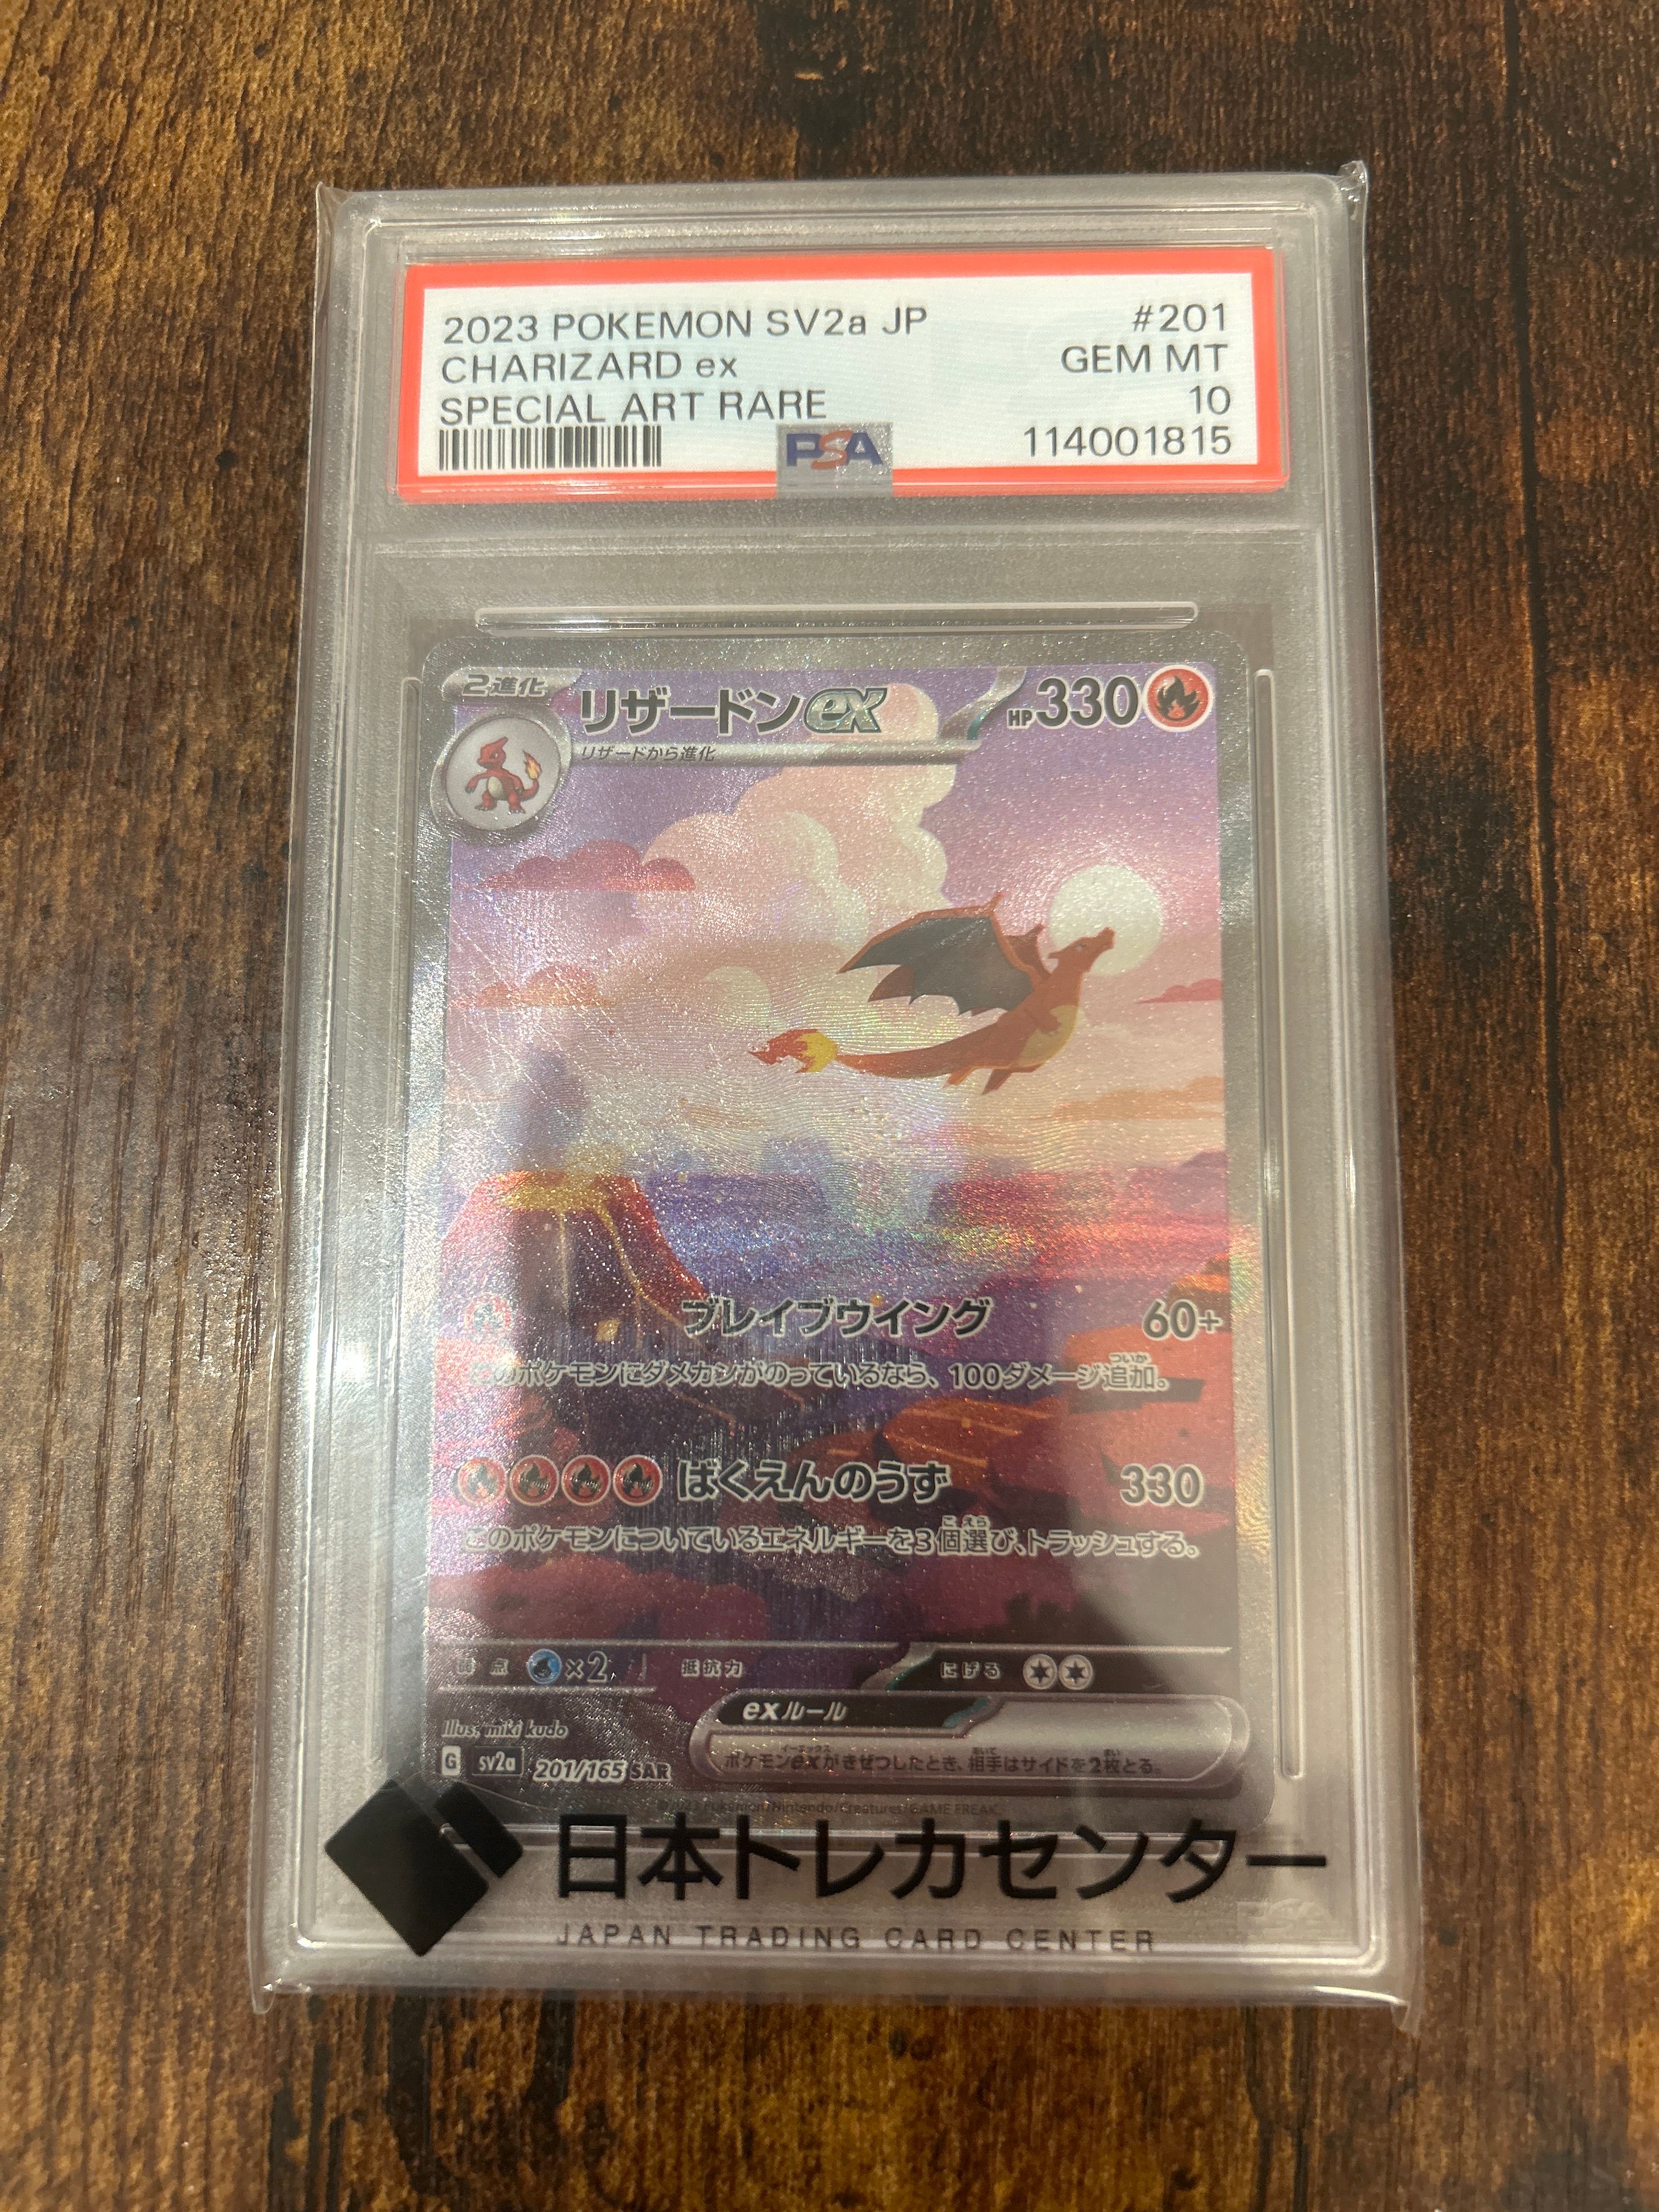 2023 POKEMON SV2a JP #201
CHARIZARD ex GEM MT
SPECIAL ART RARE 10
PSA 114001815
2進化 リザードンex HP330
リザードから進化
ブレイブウイング 60+
このポケモンにダメカンがのっているなら、100ダメージ追加。
ばくえんのうず 330
このポケモンについているエネルギーを3個選び、トラッシュする。
弱点 ×2 抵抗力 にげる
exルール
ポケモンexがきぜつしたとき、相手はサイドを2枚とる。
Illus. miki kudo
G sv2a 201/165 SAR
©2023 Pokémon/Nintendo/Creatures/GAME FREAK
日本トレカセンター
JAPAN TRADING CARD CENTER